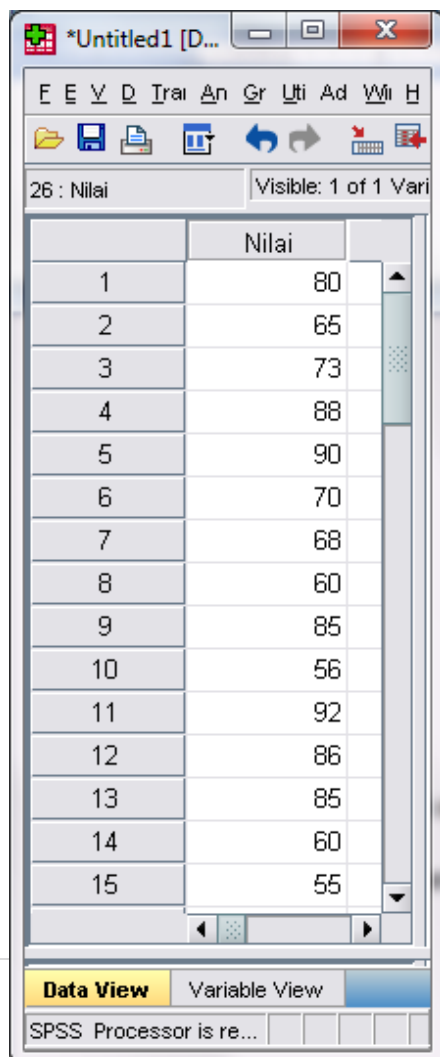 *Untitled1 [D...
F E V D Trai An Gr Uti Ad Wii H
26 : Nilai Visible: 1 of 1 Vari
Nilai
1 80
2 65
3 73
4 88
5 90
6 70
7 68
8 60
9 85
10 56
11 92
12 86
13 85
14 60
15 55
Data View Variable View
SPSS Processor is re...